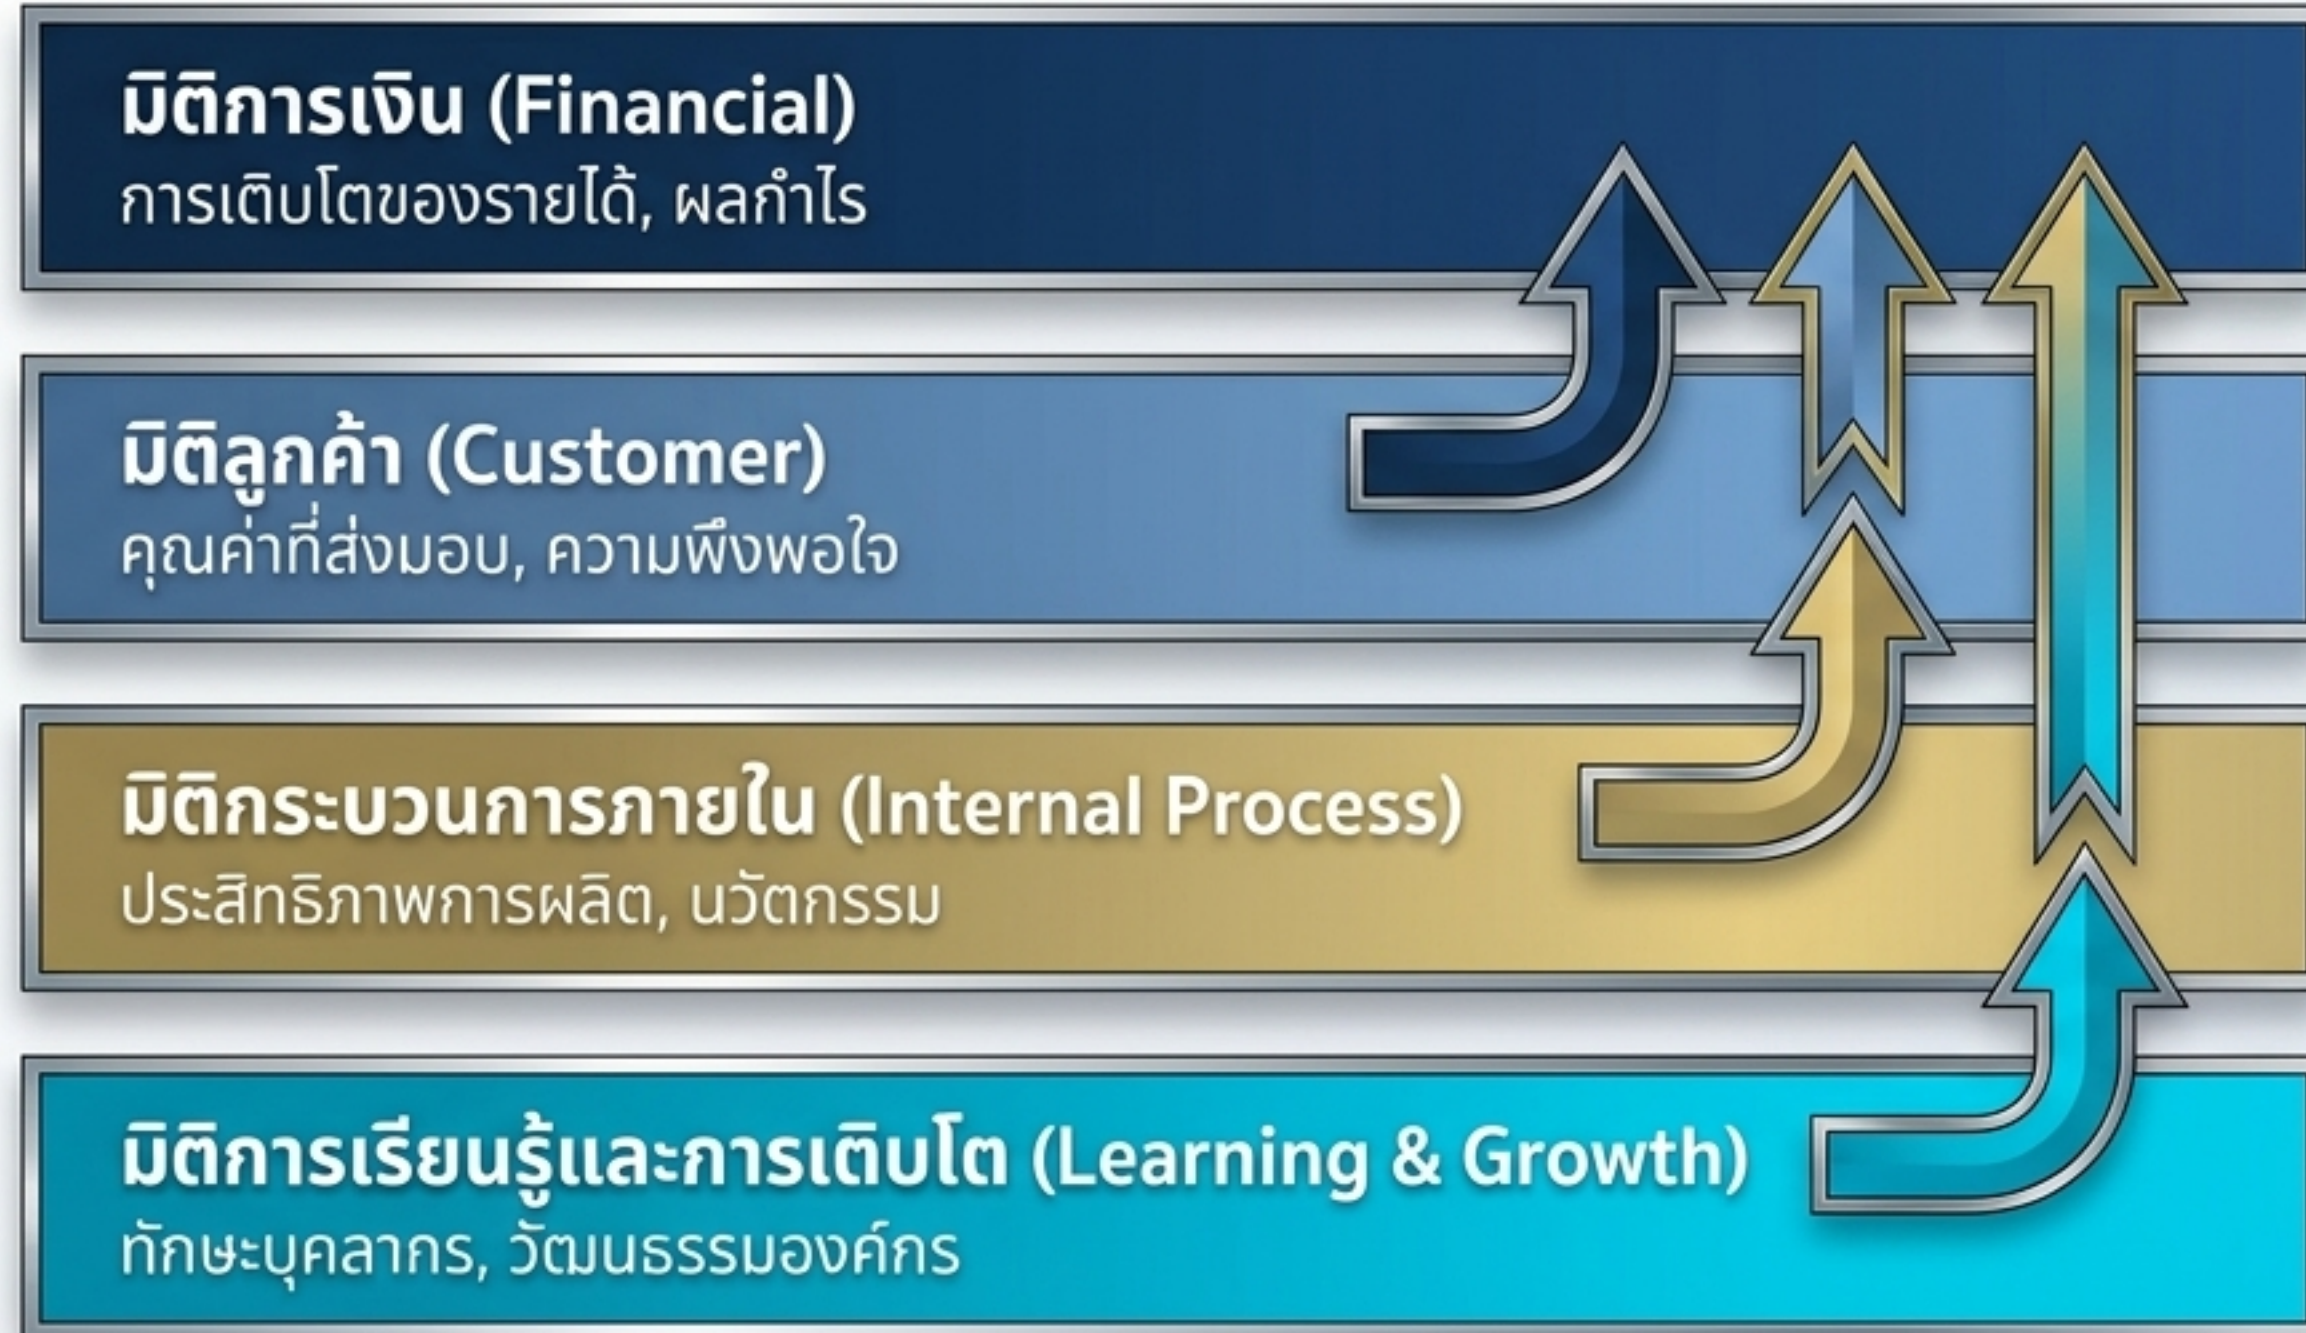 มิติการเงิน (Financial)
การเติบโตของรายได้, ผลกำไร
มิติลูกค้า (Customer)
คุณค่าที่ส่งมอบ, ความพึงพอใจ
มิติกระบวนการภายใน (Internal Process)
ประสิทธิภาพการผลิต, นวัตกรรม
มิติการเรียนรู้และการเติบโต (Learning & Growth)
ทักษะบุคลากร, วัฒนธรรมองค์กร